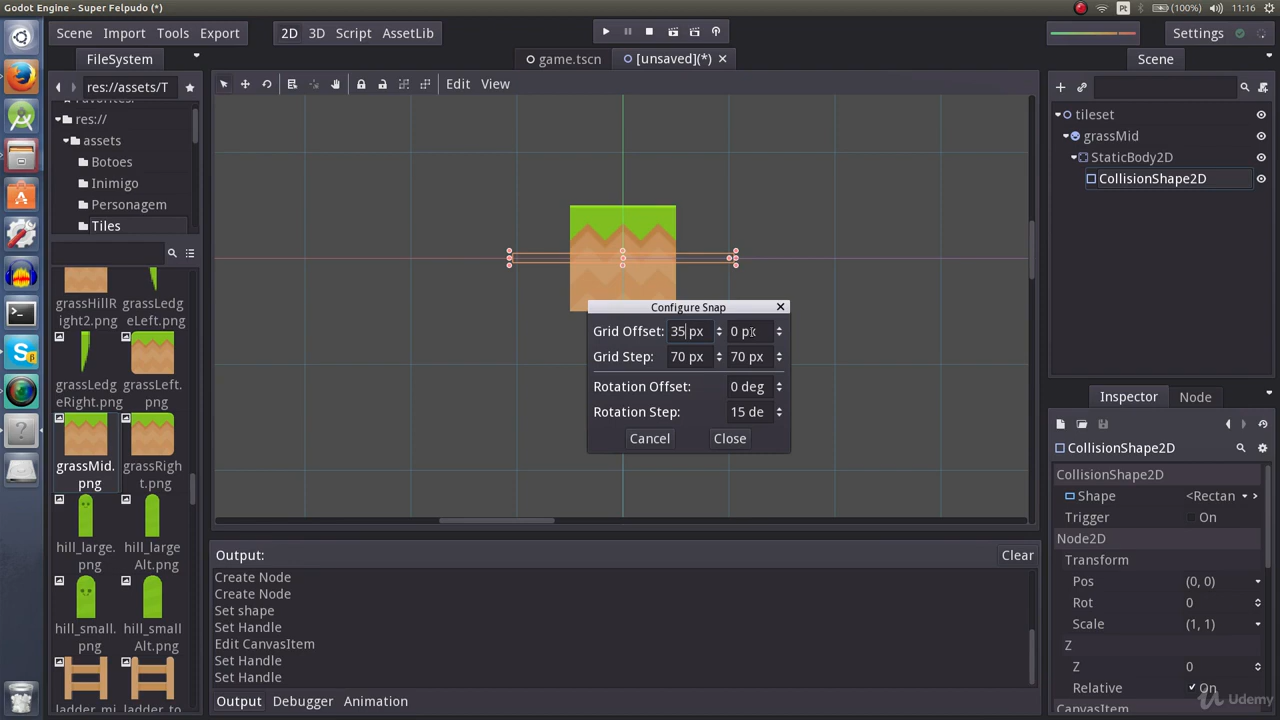 Godot Engine - Super Felpudo (*)
Pt
(100%)
11:16
Scene
Import
Tools
Export
2D
3D
Script
AssetLib
Settings
FileSystem
game.tscn
[unsaved](*)
Scene
res://assets/T
Edit
View
res://
assets
Botoes
Inimigo
Personagem
Tiles
tileset
grassMid
StaticBody2D
CollisionShape2D
grassHillR
ight2.png
grassLedg
eLeft.png
grassLedg
eRight.png
grassLeft.
png
grassMid.
png
grassRigh
t.png
hill_large.
png
hill_large
Alt.png
hill_small.
png
hill_small
Alt.png
ladder_mi
ladder_to
Configure Snap
Grid Offset: 35 px 0 px
Grid Step: 70 px 70 px
Rotation Offset: 0 deg
Rotation Step: 15 de
Cancel
Close
Output:
Clear
Create Node
Create Node
Set shape
Set Handle
Edit CanvasItem
Set Handle
Set Handle
Output
Debugger
Animation
Inspector
Node
CollisionShape2D
CollisionShape2D
Shape <Rectan
Trigger On
Node2D
Transform
Pos (0, 0)
Rot 0
Scale (1, 1)
Z
Z 0
Relative On
CanvasItem
Udemy